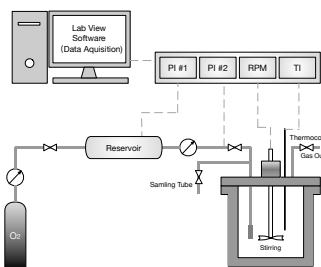 Lab View
Software
(Data Aquisition)
PI #1 PI #2 RPM TI
Thermoco
Reservoir
Gas Ou
Samling Tube
O₂
Stirring